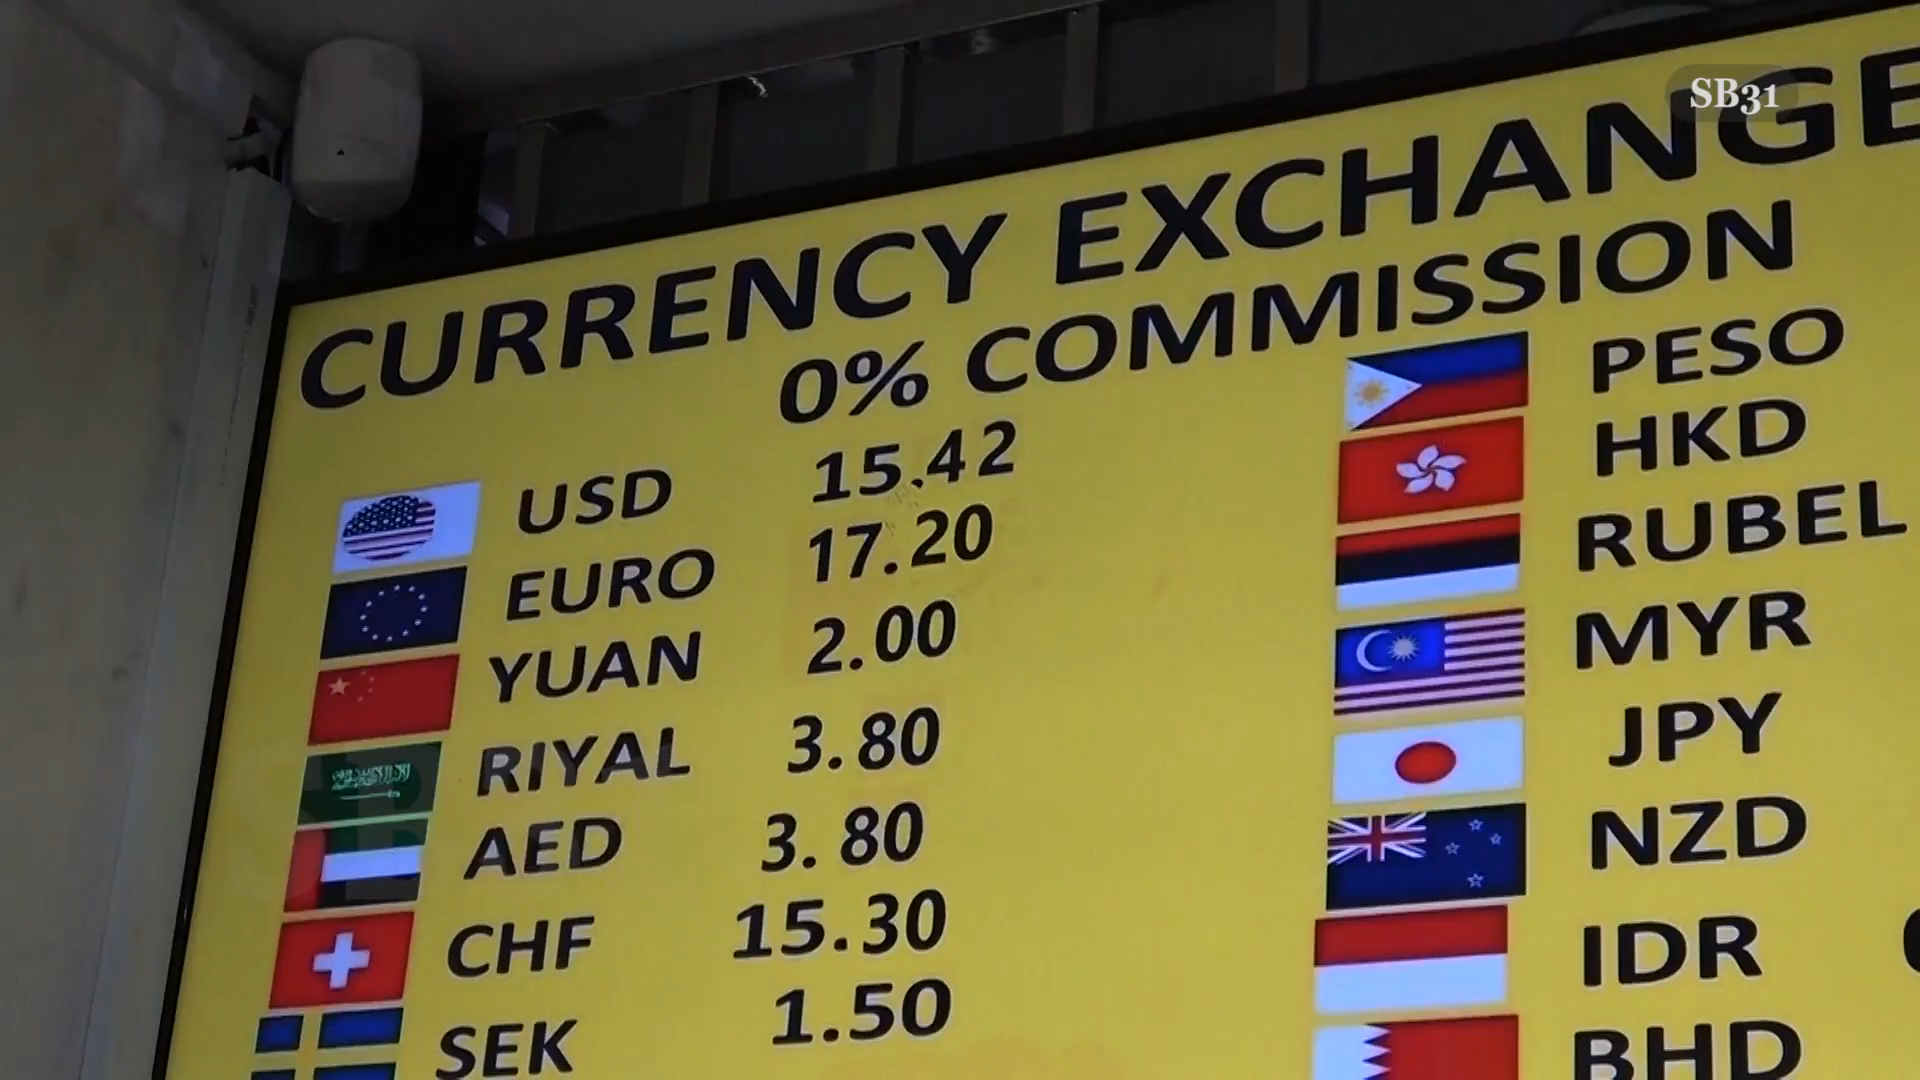 SB31
CURRENCY EXCHANGE
0% COMMISSION
USD 15.42
EURO 17.20
YUAN 2.00
RIYAL 3.80
AED 3. 80
CHF 15.30
SEK 1.50
PESO
HKD
RUBEL
MYR
JPY
NZD
IDR
BHD